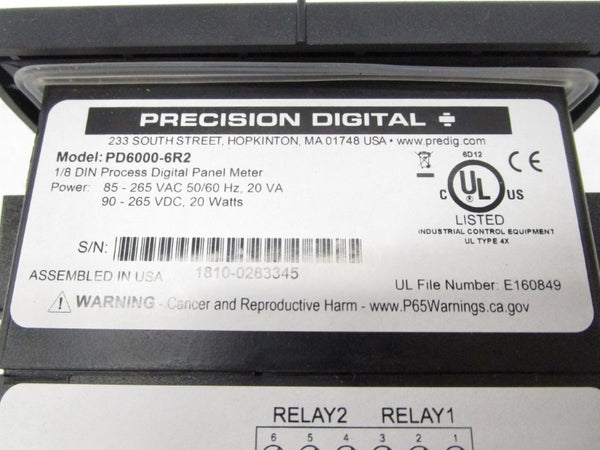 PRECISION DIGITAL
233 SOUTH STREET, HOPKINTON, MA 01748 USA • www.predig.com
Model: PD6000-6R2
1/8 DIN Process Digital Panel Meter
Power: 85 - 265 VAC 50/60 Hz, 20 VA
90 - 265 VDC, 20 Watts
6D12
C UL US
CE
LISTED
INDUSTRIAL CONTROL EQUIPMENT
UL TYPE 4X
S/N:
1810-0283345
ASSEMBLED IN USA
UL File Number: E160849
WARNING - Cancer and Reproductive Harm - www.P65Warnings.ca.gov
RELAY2 RELAY1
6 5 4 3 2 1